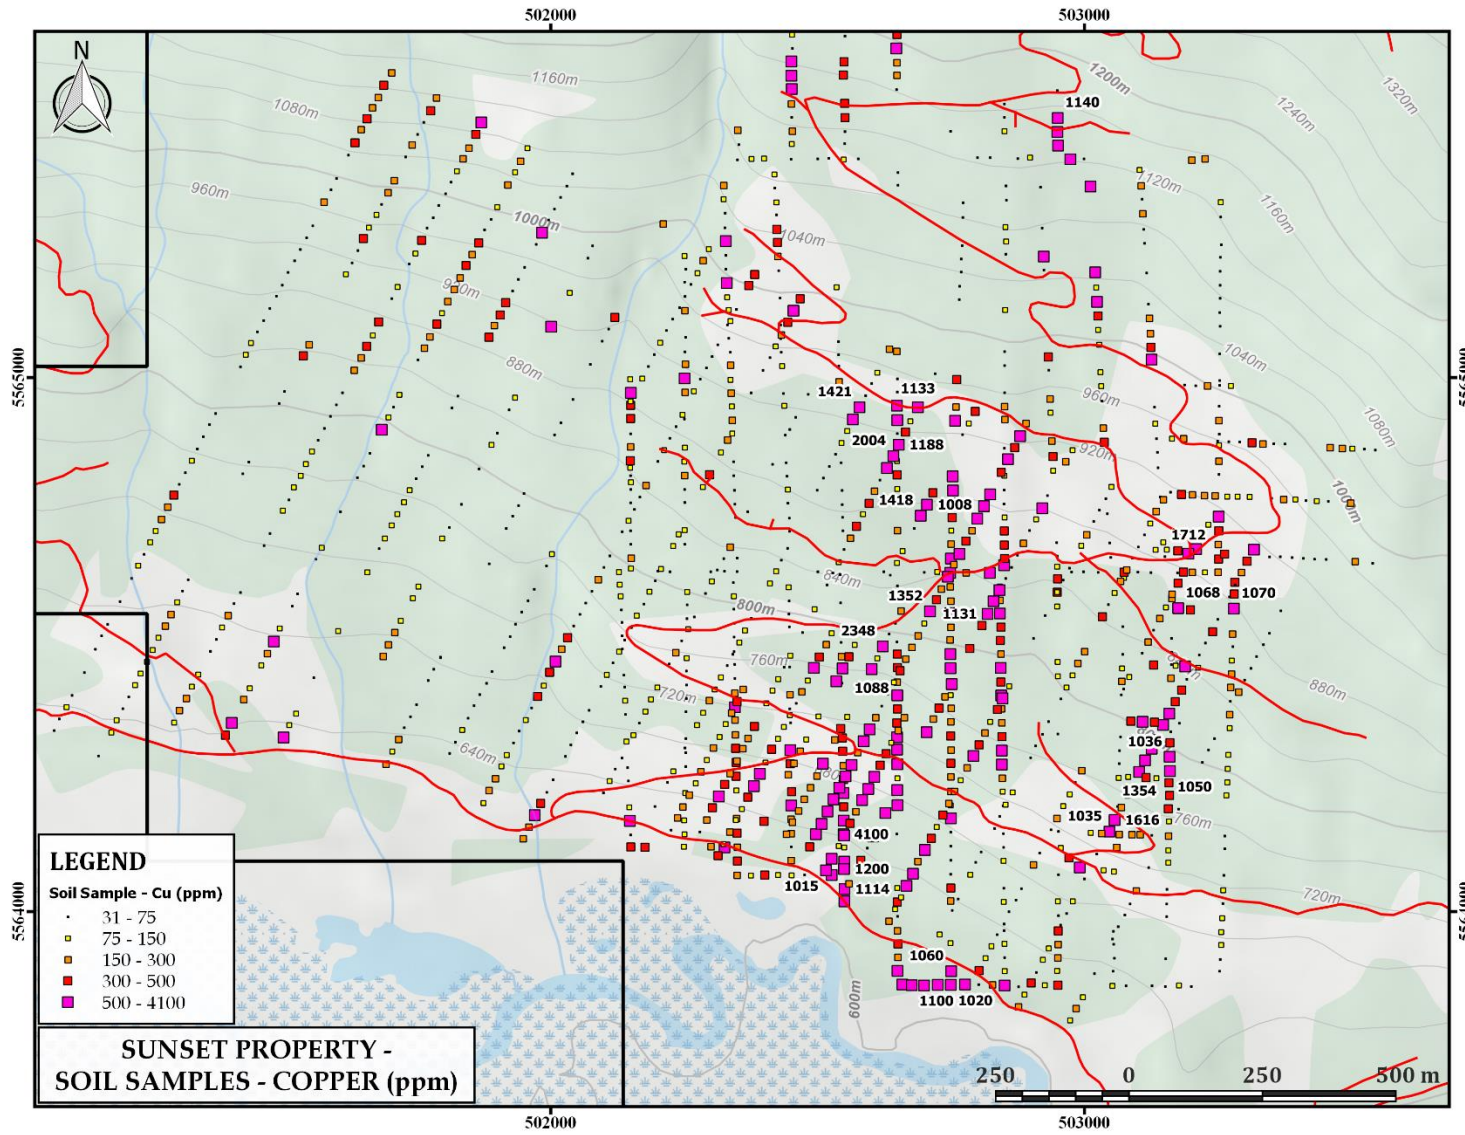 502000
503000
N
1160m
1200m
1320m
1080m
1140
1240m
960m
1120m
1160m
1000m
1040m
960m
5565000
5565000
1040m
880m
1421
1133
960m
1080m
2004
1188
920m
1418
1008
1000m
1712
840m
1352
1131
1068
1070
800m
2348
760m
1088
880m
720m
1036
640m
1354
1050
1035
1616
760m
4100
1200
1015
1114
720m
5564000
1060
1100
1020
600m
LEGEND
Soil Sample - Cu (ppm)
31 - 75
75 - 150
150 - 300
300 - 500
500 - 4100
SUNSET PROPERTY -
SOIL SAMPLES - COPPER (ppm)
250 0 250 500 m
502000
503000